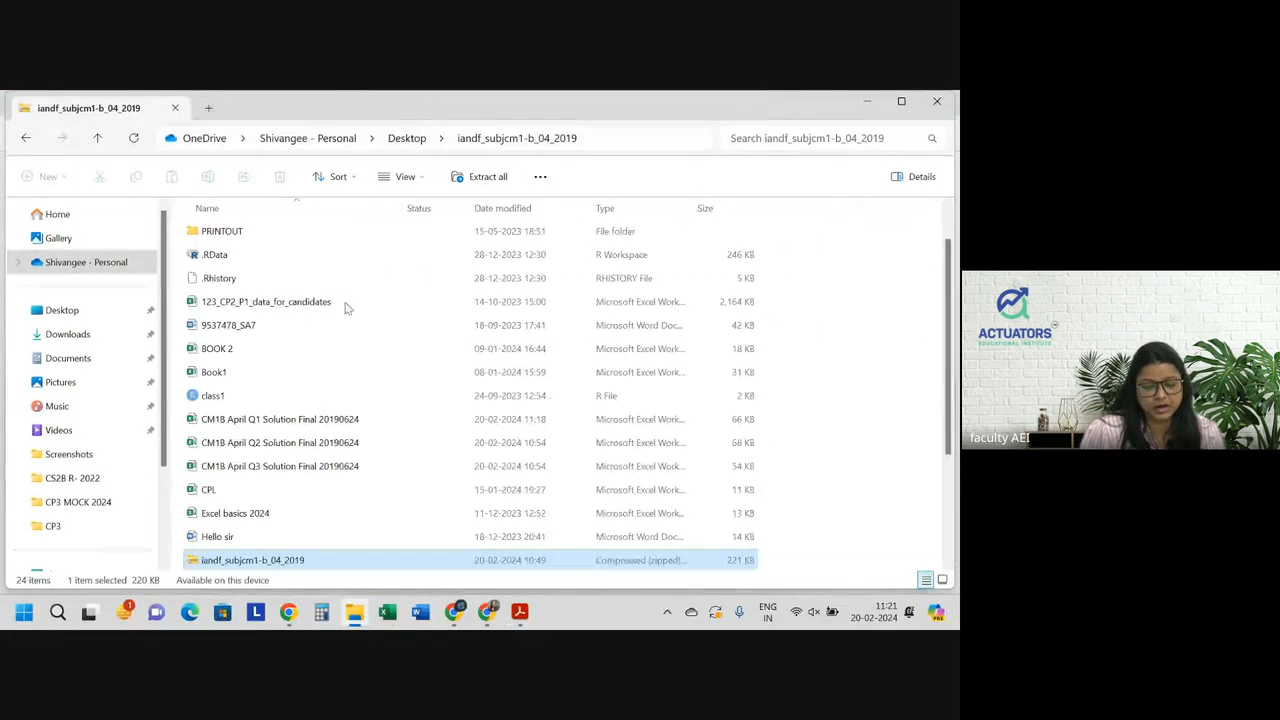 iandf_subjcm1-b_04_2019
OneDrive > Shivangee - Personal > Desktop > iandf_subjcm1-b_04_2019
Search iandf_subjcm1-b_04_2019
New
Sort
View
Extract all
Details
Home
Gallery
Shivangee - Personal
Desktop
Downloads
Documents
Pictures
Music
Videos
Screenshots
CS2B R- 2022
CP3 MOCK 2024
CP3
Name Status Date modified Type Size
PRINTOUT 15-05-2023 18:51 File folder
.RData 28-12-2023 12:30 R Workspace 246 KB
.Rhistory 28-12-2023 12:30 RHISTORY File 5 KB
123_CP2_P1_data_for_candidates 14-10-2023 15:00 Microsoft Excel Work... 2,164 KB
9537478_SA7 18-09-2023 17:41 Microsoft Word Doc... 42 KB
BOOK 2 09-01-2024 16:44 Microsoft Excel Work... 18 KB
Book1 08-01-2024 15:59 Microsoft Excel Work... 31 KB
class1 24-09-2023 12:54 R File 2 KB
CM1B April Q1 Solution Final 20190624 20-02-2024 11:18 Microsoft Excel Work... 66 KB
CM1B April Q2 Solution Final 20190624 20-02-2024 10:54 Microsoft Excel Work... 68 KB
CM1B April Q3 Solution Final 20190624 20-02-2024 10:54 Microsoft Excel Work... 54 KB
CPL 15-01-2024 19:27 Microsoft Excel Work... 11 KB
Excel basics 2024 11-12-2023 12:52 Microsoft Excel Work... 13 KB
Hello sir 18-12-2023 20:41 Microsoft Word Doc... 14 KB
iandf_subjcm1-b_04_2019 20-02-2024 10:49 Compressed (zipped)... 221 KB
24 items 1 item selected 220 KB Available on this device
ENG
IN
11:21
20-02-2024
ACTUATORS
EDUCATIONAL INSTITUTE
faculty AEI